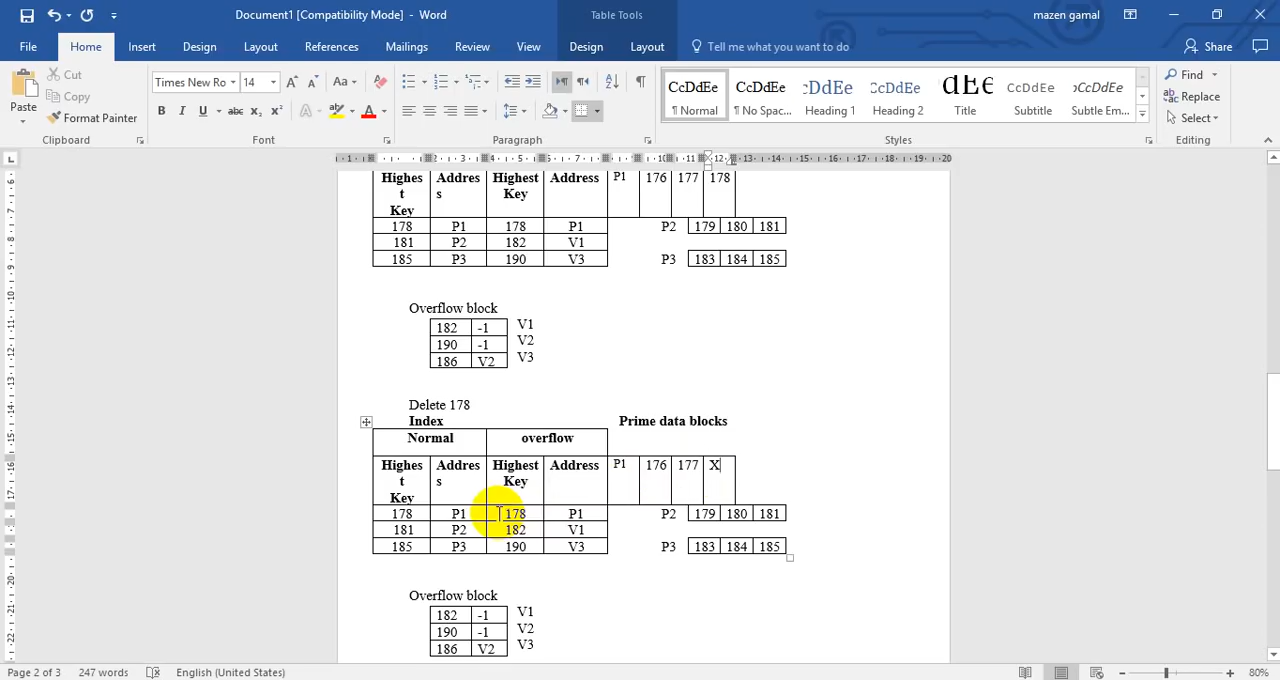 Document1 [Compatibility Mode] - Word
Table Tools
mazen gamal
File Home Insert Design Layout References Mailings Review View Design Layout Tell me what you want to do Share
Paste
Cut
Copy
Format Painter
Times New Ro 14
B I U abc
Find
Replace
Select
CcDdEe CcDdEe CcDdEe CcDdEe dEE CcDdEe CcDdEe
¶ Normal ¶ No Spac... Heading 1 Heading 2 Title Subtitle Subtle Em...
Clipboard Font Paragraph Styles Editing
Highes Addres Highest Address P1 176 177 178
t s Key
Key
178 P1 178 P1 P2 179 180 181
181 P2 182 V1
185 P3 190 V3 P3 183 184 185
Overflow block
182 -1 V1
190 -1 V2
186 V2 V3
Delete 178
Index Prime data blocks
Normal overflow
Highes Addres Highest Address P1 176 177 X
t s Key
Key
178 P1 178 P1 P2 179 180 181
181 P2 182 V1
185 P3 190 V3 P3 183 184 185
Overflow block
182 -1 V1
190 -1 V2
186 V2 V3
Page 2 of 3 247 words English (United States) 80%